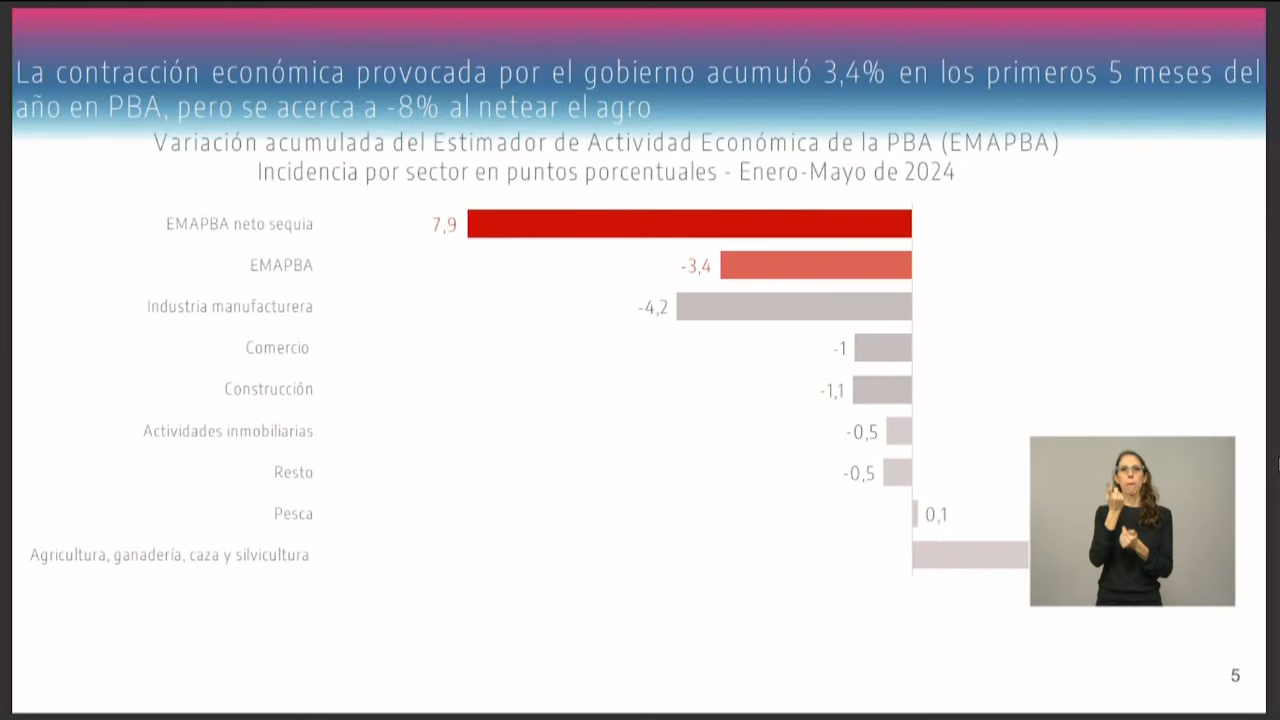 La contracción económica provocada por el gobierno acumuló 3,4% en los primeros 5 meses del
año en PBA, pero se acerca a -8% al netear el agro
Variación acumulada del Estimador de Actividad Económica de la PBA (EMAPBA)
Incidencia por sector en puntos porcentuales - Enero-Mayo de 2024
EMAPBA neto sequia 7,9
EMAPBA -3,4
Industria manufacturera -4,2
Comercio -1
Construcción -1,1
Actividades inmobiliarias -0,5
Resto -0,5
Pesca 0,1
Agricultura, ganadería, caza y silvicultura
5